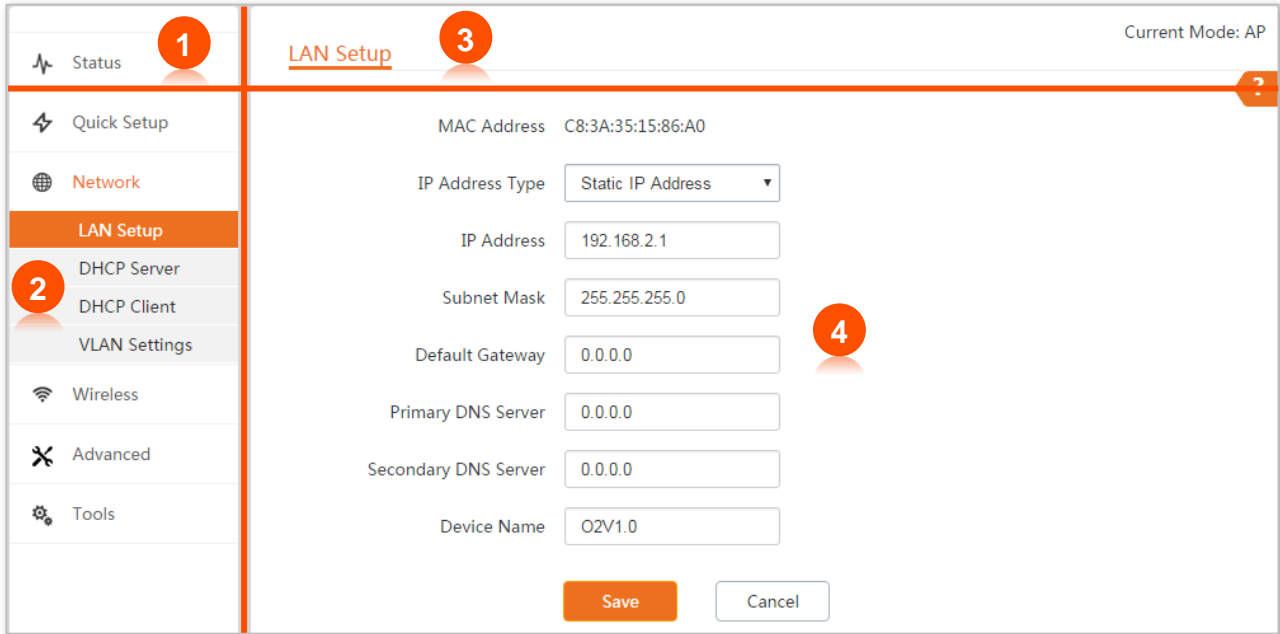 Current Mode: AP
1
3
Status
LAN Setup
?
Quick Setup
MAC Address C8:3A:35:15:86:A0
Network
IP Address Type Static IP Address
LAN Setup
IP Address 192.168.2.1
DHCP Server
2
Subnet Mask 255.255.255.0
DHCP Client
4
VLAN Settings
Default Gateway 0.0.0.0
Wireless
Primary DNS Server 0.0.0.0
Advanced
Secondary DNS Server 0.0.0.0
Tools
Device Name O2V1.0
Save Cancel